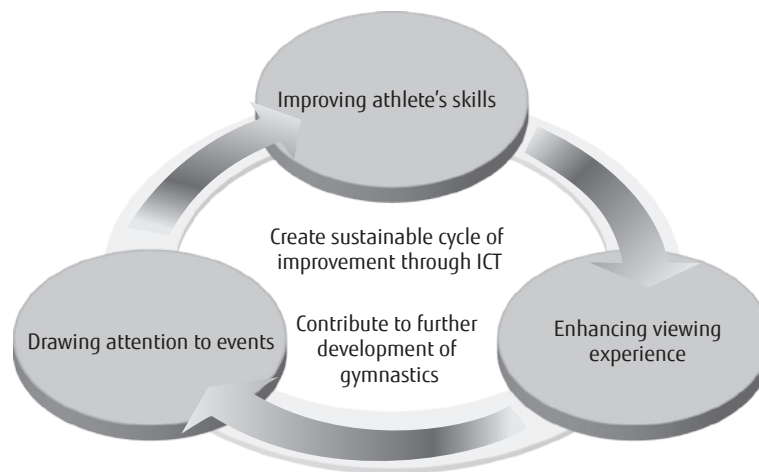 Improving athlete's skills
Create sustainable cycle of
improvement through ICT
Drawing attention to events
Contribute to further
development of
gymnastics
Enhancing viewing
experience